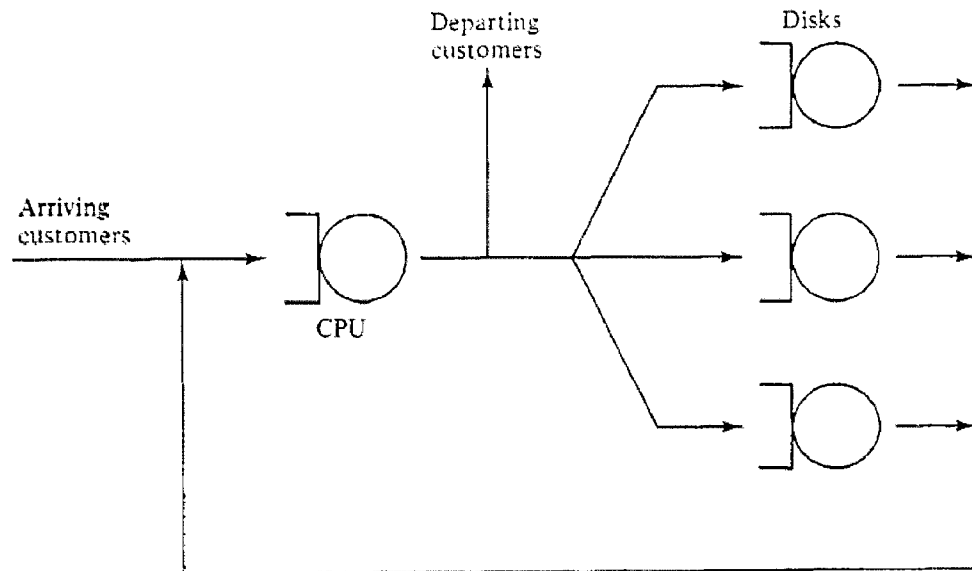 Departing
customers
Disks
Arriving
customers
CPU